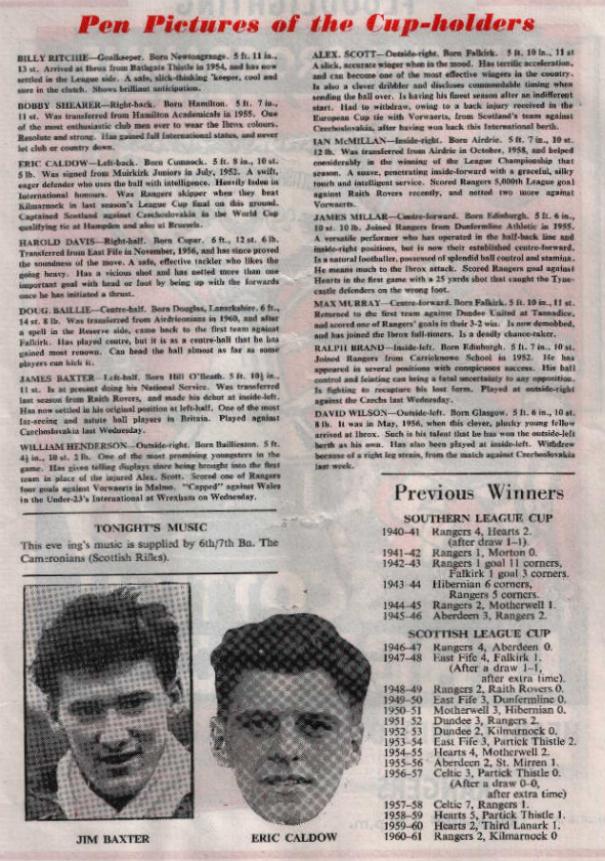 Pen Pictures of the Cup-holders
BILLY RITCHIE—Goalkeeper. Born Newtongrange. 5 ft. 11 in.,
13 st. Arrived at Ibrox from Bathgate Thistle in 1954, and has now
settled in the League side. A safe, slick-thinking 'keeper, cool and
sure in the clutch. Shows brilliant anticipation.
BOBBY SHEARER—Right-back. Born Hamilton. 5 ft. 7 in.,
11 st. Was transferred from Hamilton Academicals in 1955. One
of the most enthusiastic club men ever to wear the Ibrox colours.
Resolute and strong. Has gained full International status, and never
let club or country down.
ERIC CALDOW—Left-back. Born Cumnock. 5 ft. 8 in., 10 st.
5 lb. Was signed from Muirkirk Juniors in July, 1952. A swift,
eager defender who uses the ball with intelligence. Heavily laden in
International honours. Was Rangers skipper when they beat
Kilmarnock in last season's League Cup final on this ground.
Captained Scotland against Czechoslovakia in the World Cup
qualifying tie at Hampden and also at Brussels.
HAROLD DAVIS—Right-half. Born Cupar. 6 ft., 12 st. 6 lb.
Transferred from East Fife in November, 1956, and has since proved
the soundness of the move. A safe, effective tackler who likes the
going heavy. Has a vicious shot and has netted more than one
important goal with head or foot by being up with the forwards
once he has initiated a thrust.
DOUG. BAILLIE—Centre-half. Born Douglas, Lanarkshire. 6 ft.,
14 st. 8 lb. Was transferred from Airdrieonians in 1960, and after
a spell in the Reserve side, came back to the first team against
Falkirk. Has played centre, but it is as a centre-half that he has
gained most renown. Can head the ball almost as far as some
players can kick it.
JAMES BAXTER—Left-half. Born Hill O'Beath. 5 ft. 10½ in.,
11 st. Is at present doing his National Service. Was transferred
last season from Raith Rovers, and made his debut at inside-left.
Has now settled in his original position at left-half. One of the most
far-seeing and astute ball players in Britain. Played against
Czechoslovakia last Wednesday.
WILLIAM HENDERSON—Outside-right. Born Baillieston. 5 ft.
4½ in., 10 st. 2 lb. One of the most promising youngsters in the
game. Has given telling displays since being brought into the first
team in place of the injured Alex. Scott. Scored one of Rangers
four goals against Vorwaerts in Malmo. "Capped" against Wales
in the Under-23's International at Wrexham on Wednesday.
TONIGHT'S MUSIC
This eve ing's music is supplied by 6th/7th Bn. The
Cameronians (Scottish Rifles).
JIM BAXTER
ERIC CALDOW
ALEX. SCOTT—Outside-right. Born Falkirk. 5 ft. 10 in., 11 st
A slick, accurate winger when in the mood. Has terrific acceleration,
and can become one of the most effective wingers in the country.
Is also a clever dribbler and discloses commendable timing when
sending the ball over. Is having his finest season after an indifferent
start. Had to withdraw, owing to a back injury received in the
European Cup tie with Vorwaerts, from Scotland's team against
Czechoslovakia, after having won back this International berth.
IAN McMILLAN—Inside-right. Born Airdrie. 5 ft. 7 in., 10 st.
12 lb. Was transferred from Airdrie in October, 1958, and helped
considerably in the winning of the League Championship that
season. A suave, penetrating inside-forward with a graceful, silky
touch and intelligent service. Scored Rangers 5,000th League goal
against Raith Rovers recently, and netted two more against
Vorwaerts.
JAMES MILLAR—Centre-forward. Born Edinburgh. 5 ft. 6 in.,
10 st. 10 lb. Joined Rangers from Dunfermline Athletic in 1955.
A versatile performer who has operated in the half-back line and
inside-right positions, but is now their established centre-forward.
Is a natural footballer, possessed of splendid ball control and stamina.
He means much to the Ibrox attack. Scored Rangers goal against
Hearts in the first game with a 25 yards shot that caught the Tyne-
castle defenders on the wrong foot.
MAX MURRAY—Centre-forward. Born Falkirk. 5 ft. 10 in., 11 st.
Returned to the first team against Dundee United at Tannadice,
and scored one of Rangers' goals in their 3-2 win. Is now demobbed,
and has joined the Ibrox full-timers. Is a deadly chance-taker.
RALPH BRAND—Inside-left. Born Edinburgh. 5 ft. 7 in., 10 st.
Joined Rangers from Carricknowe School in 1952. He has
appeared in several positions with conspicuous success. His ball
control and feinting can be a fatal uncertainty to any opposition.
Is fighting to recapture his best form. Played at outside-right
against the Czechs last Wednesday.
DAVID WILSON—Outside-left. Born Glasgow. 5 ft. 6 in., 10 st.
8 lb. It was in May, 1956, when this clever, plucky young fellow
arrived at Ibrox. Such is his talent that he has won the outside-left
berth as his own. Has also been played at inside-left. Withdrew
because of a right leg strain, from the match against Czechoslovakia
last week.
Previous Winners
SOUTHERN LEAGUE CUP
1940-41 Rangers 4, Hearts 2.
(after draw 1-1).
1941-42 Rangers 1, Morton 0.
1942-43 Rangers 1 goal 11 corners,
Falkirk 1 goal 3 corners.
1943-44 Hibernian 6 corners,
Rangers 5 corners.
1944-45 Rangers 2, Motherwell 1.
1945-46 Aberdeen 3, Rangers 2.
SCOTTISH LEAGUE CUP
1946-47 Rangers 4, Aberdeen 0.
1947-48 East Fife 4, Falkirk 1.
(After a draw 1-1,
after extra time).
1948-49 Rangers 2, Raith Rovers 0.
1949-50 East Fife 3, Dunfermline 0.
1950-51 Motherwell 3, Hibernian 0.
1951-52 Dundee 3, Rangers 2.
1952-53 Dundee 2, Kilmarnock 0.
1953-54 East Fife 3, Partick Thistle 2.
1954-55 Hearts 4, Motherwell 2.
1955-56 Aberdeen 2, St. Mirren 1.
1956-57 Celtic 3, Partick Thistle 0.
(After a draw 0-0,
after extra time)
1957-58 Celtic 7, Rangers 1.
1958-59 Hearts 5, Partick Thistle 1.
1959-60 Hearts 2, Third Lanark 1.
1960-61 Rangers 2, Kilmarnock 0